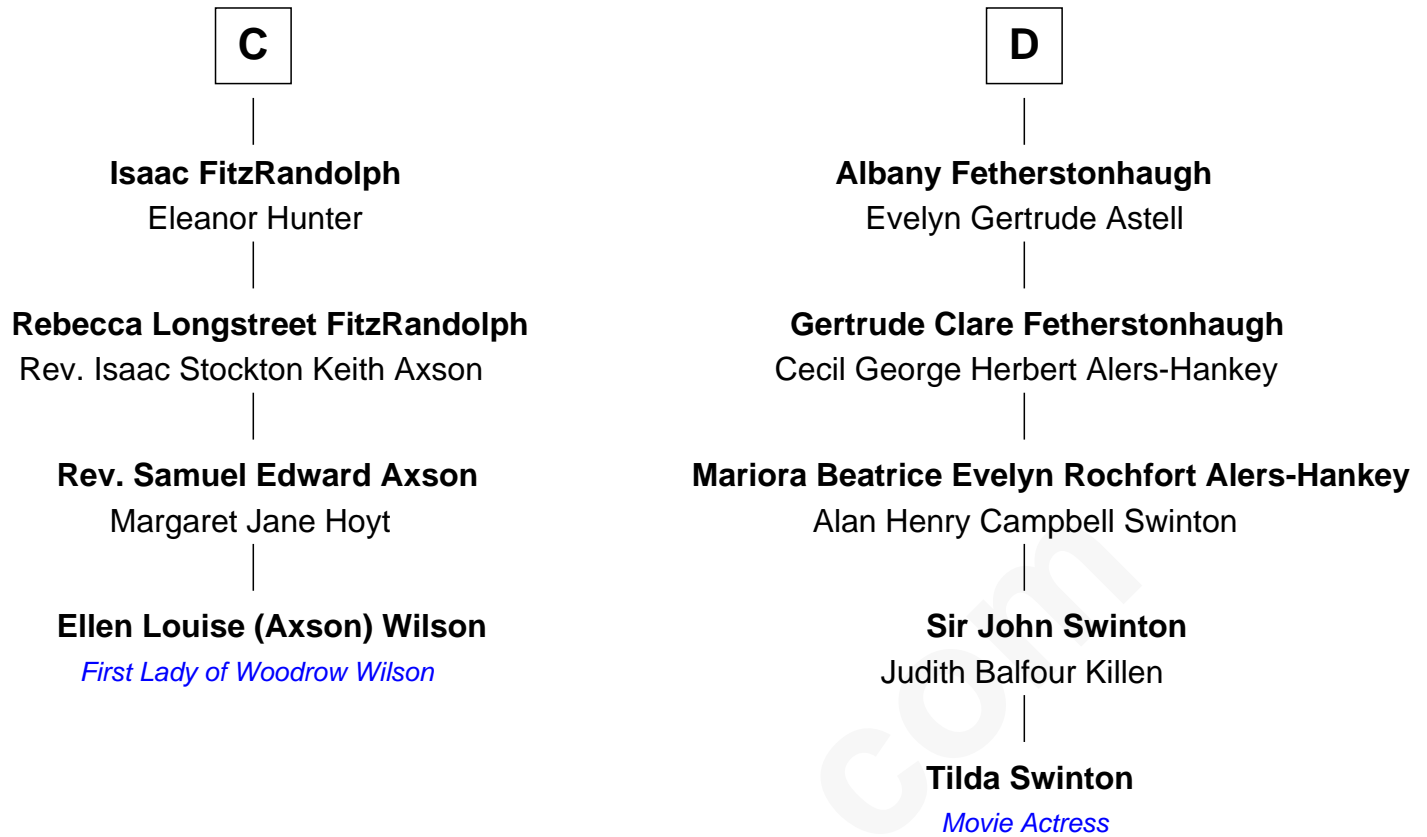 C
Isaac FitzRandolph
Eleanor Hunter
Rebecca Longstreet FitzRandolph
Rev. Isaac Stockton Keith Axson
Rev. Samuel Edward Axson
Margaret Jane Hoyt
Ellen Louise (Axson) Wilson
First Lady of Woodrow Wilson
D
Albany Fetherstonhaugh
Evelyn Gertrude Astell
Gertrude Clare Fetherstonhaugh
Cecil George Herbert Alers-Hankey
Mariora Beatrice Evelyn Rochfort Alers-Hankey
Alan Henry Campbell Swinton
Sir John Swinton
Judith Balfour Killen
Tilda Swinton
Movie Actress
com